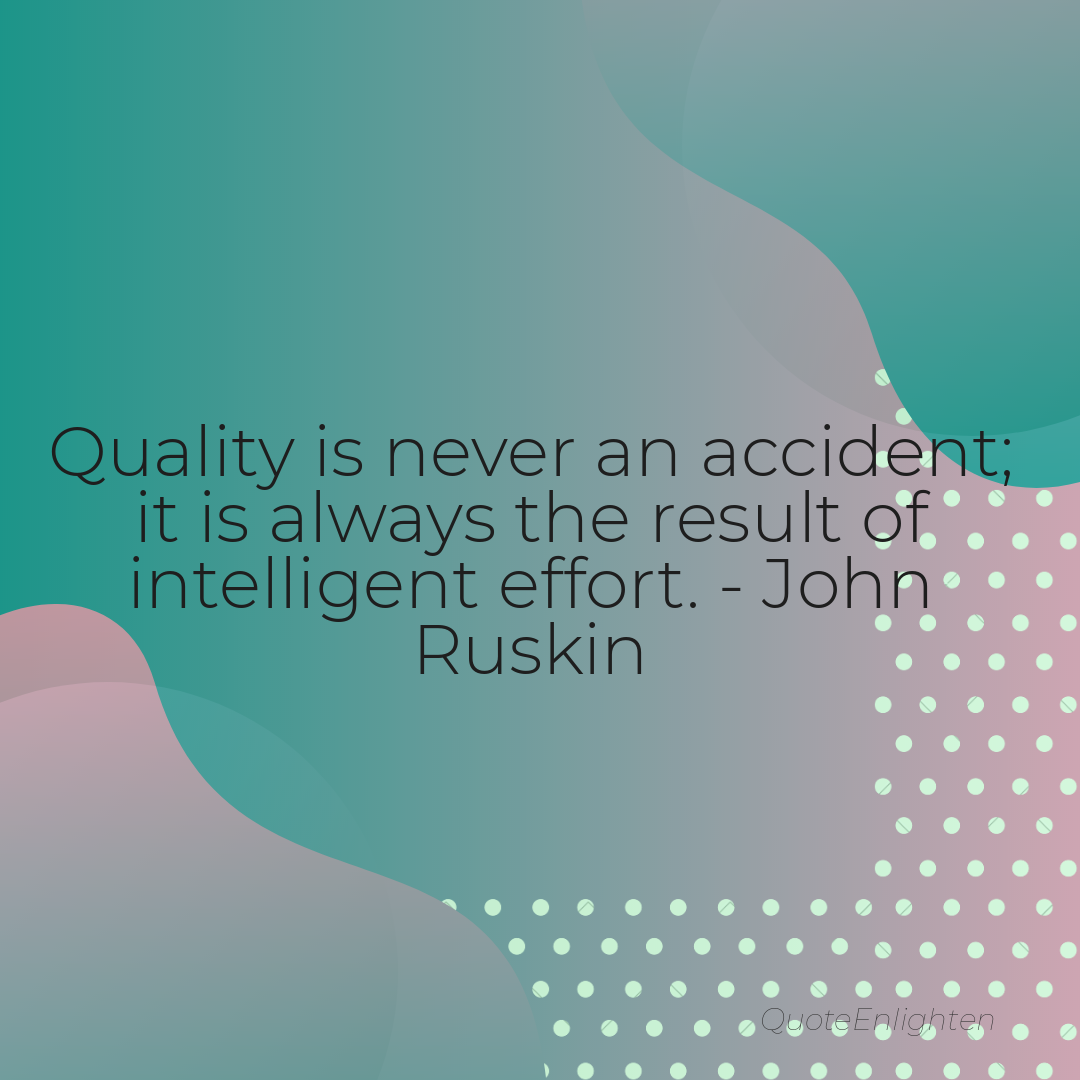 Quality is never an accident;
it is always the result of
intelligent effort. - John
Ruskin
QuoteEnlighten